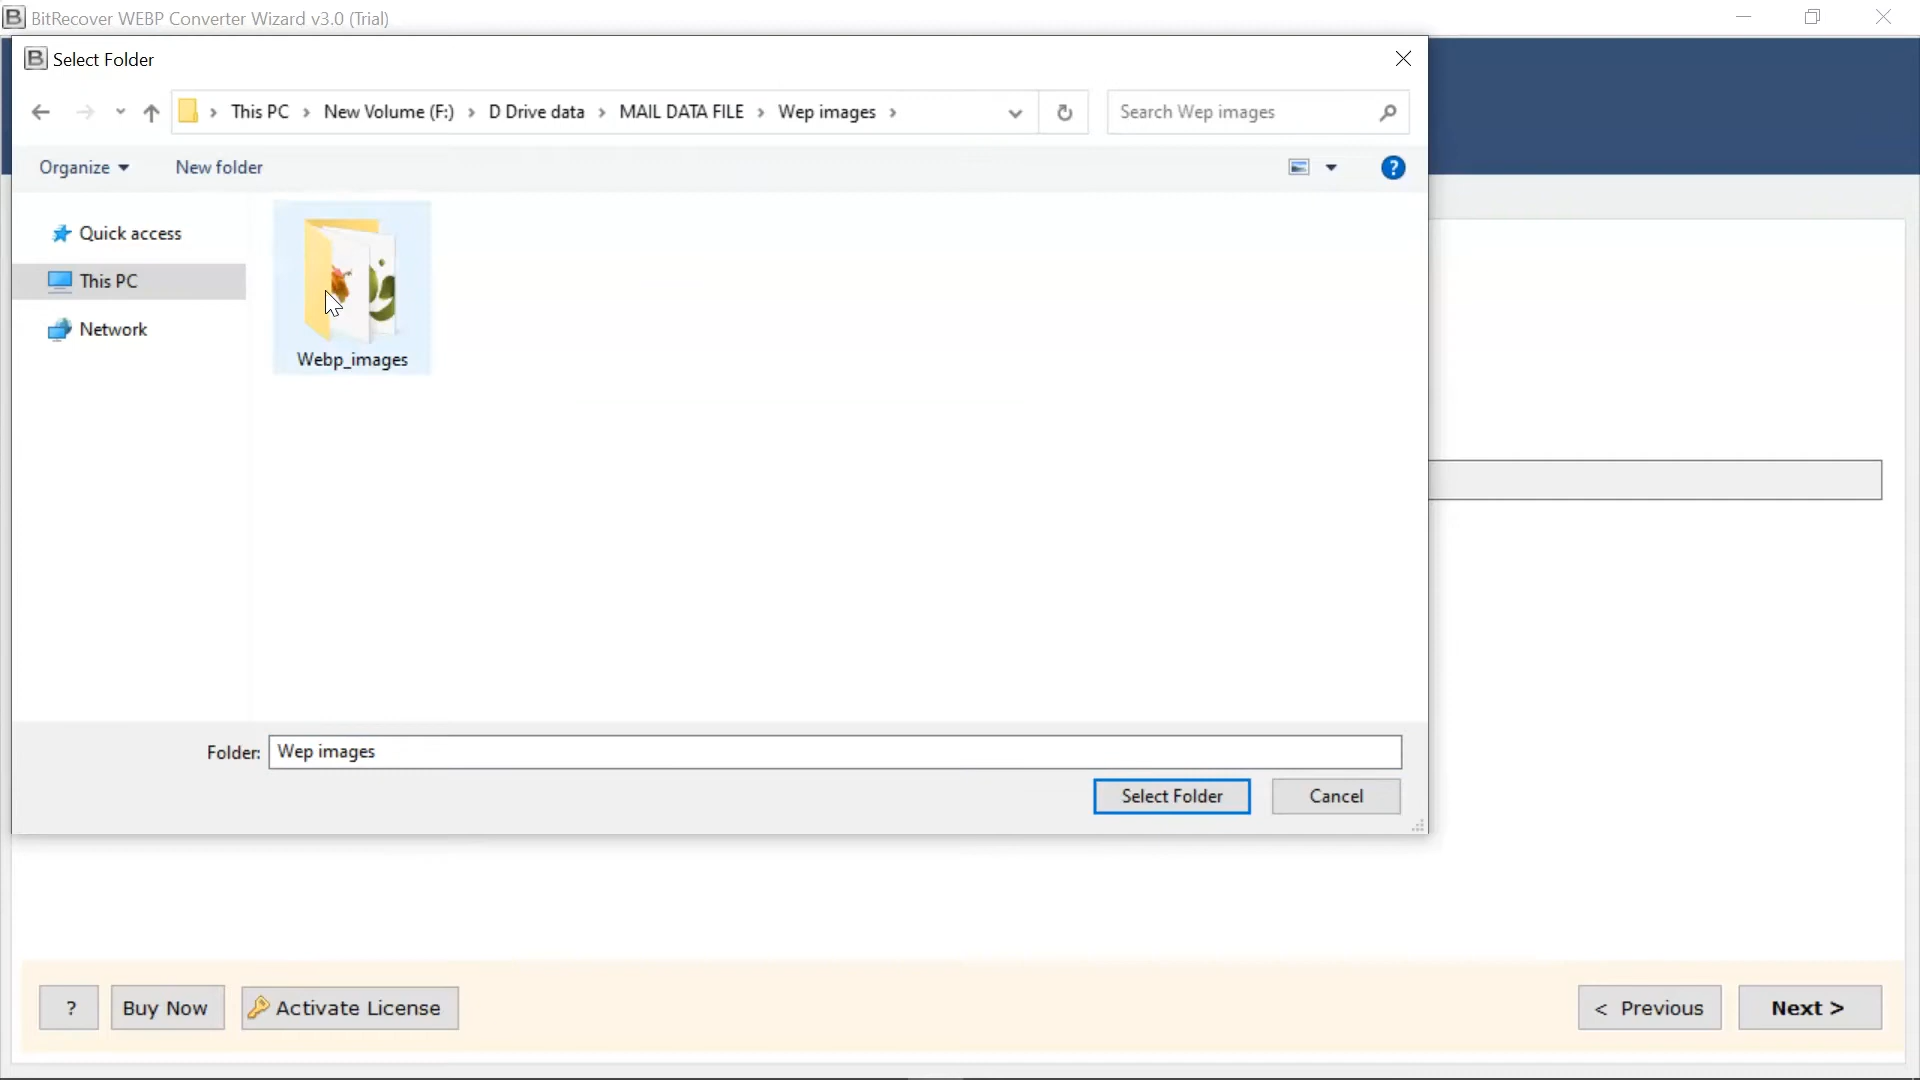 BitRecover WEBP Converter Wizard v3.0 (Trial)
Select Folder
This PC > New Volume (F:) > D Drive data > MAIL DATA FILE > Wep images >
Search Wep images
Organize
New folder
?
Quick access
This PC
Network
Webp_images
Folder: Wep images
Select Folder
Cancel
?
Buy Now
Activate License
< Previous
Next >